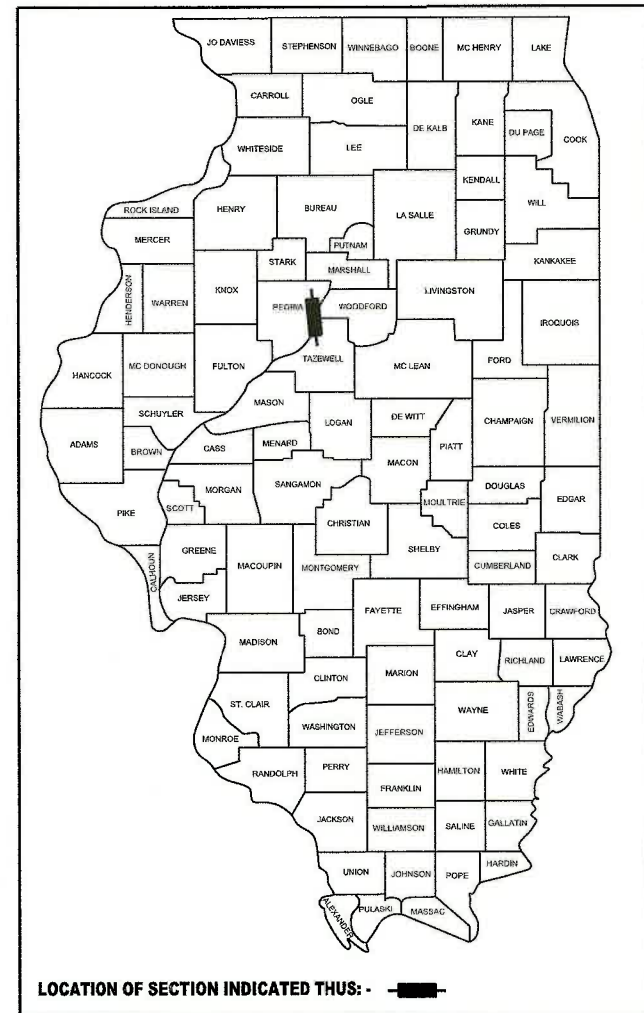 JO DAVIESS STEPHENSON WINNEBAGO BOONE MC HENRY LAKE
CARROLL OGLE DE KALB KANE DU PAGE COOK
WHITESIDE LEE
KENDALL
ROCK ISLAND HENRY BUREAU LA SALLE WILL
MERCER PUTNAM GRUNDY
STARK MARSHALL KANKAKEE
HENDERSON WARREN KNOX PEORIA WOODFORD LIVINGSTON
IROQUOIS
HANCOCK MC DONOUGH FULTON TAZEWELL MC LEAN FORD
SCHUYLER MASON
LOGAN DE WITT CHAMPAIGN VERMILION
ADAMS BROWN CASS MENARD PIATT
MACON
PIKE SCOTT MORGAN SANGAMON MOULTRIE DOUGLAS EDGAR
CHRISTIAN COLES
CALHOUN GREENE MACOUPIN MONTGOMERY SHELBY CUMBERLAND CLARK
JERSEY
FAYETTE EFFINGHAM JASPER CRAWFORD
MADISON BOND
CLAY RICHLAND LAWRENCE
CLINTON MARION
ST. CLAIR WAYNE EDWARDS WABASH
MONROE WASHINGTON JEFFERSON
RANDOLPH PERRY HAMILTON WHITE
FRANKLIN
JACKSON WILLIAMSON SALINE GALLATIN
UNION JOHNSON POPE HARDIN
ALEXANDER PULASKI MASSAC
LOCATION OF SECTION INDICATED THUS: -